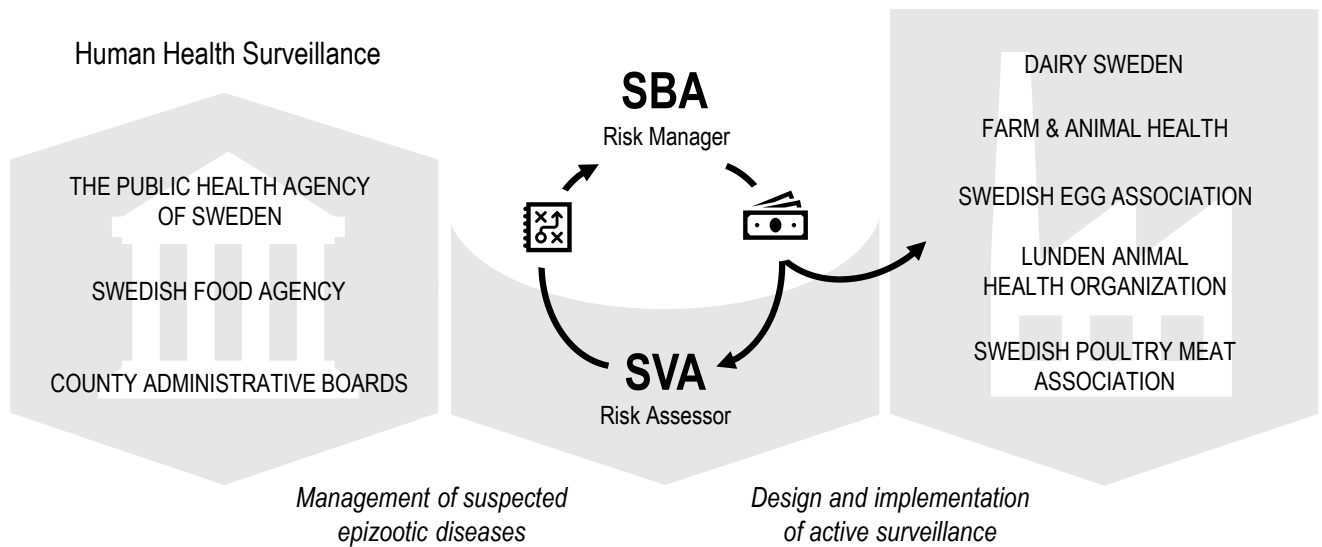 Human Health Surveillance
THE PUBLIC HEALTH AGENCY
OF SWEDEN
SWEDISH FOOD AGENCY
COUNTY ADMINISTRATIVE BOARDS
SBA
Risk Manager
SVA
Risk Assessor
DAIRY SWEDEN
FARM & ANIMAL HEALTH
SWEDISH EGG ASSOCIATION
LUNDEN ANIMAL
HEALTH ORGANIZATION
SWEDISH POULTRY MEAT
ASSOCIATION
Management of suspected
epizootic diseases
Design and implementation
of active surveillance